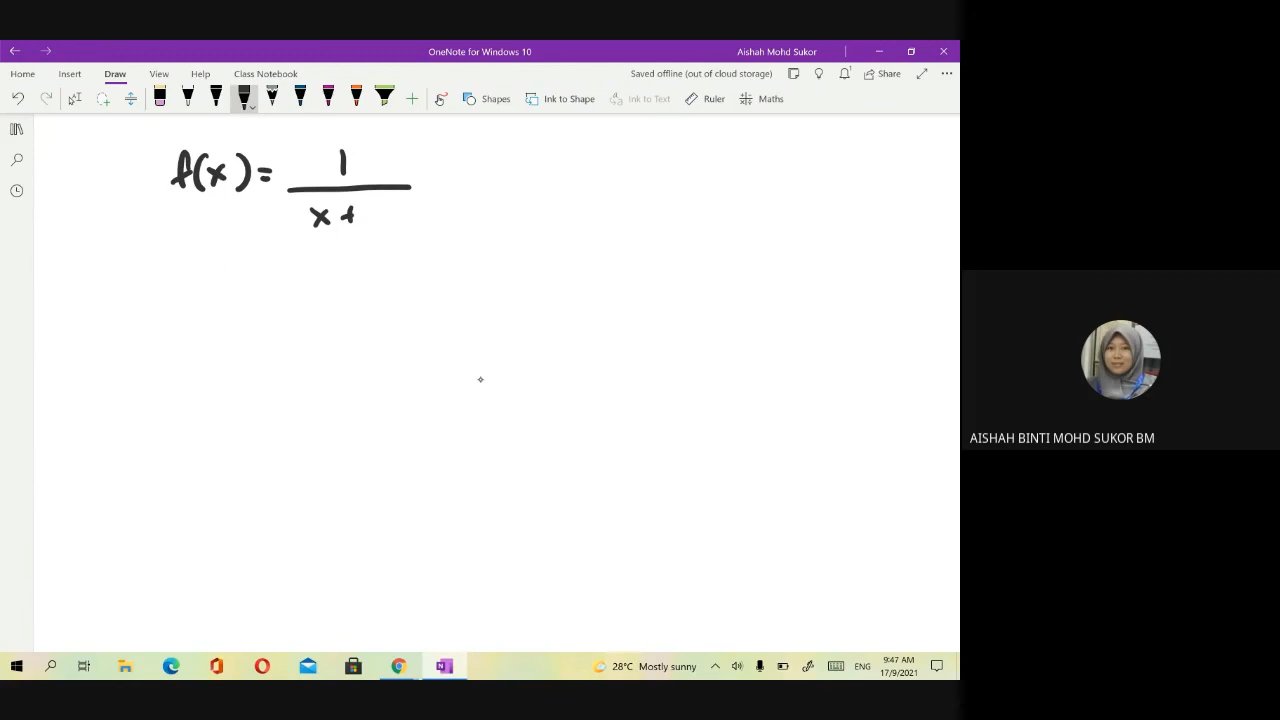 OneNote for Windows 10
Aishah Mohd Sukor
Home Insert Draw View Help Class Notebook
Saved offline (out of cloud storage)
Share
Shapes
Ink to Shape
Ink to Text
Ruler
Maths
f(x) = 1
x +
AISHAH BINTI MOHD SUKOR BM
28°C Mostly sunny
ENG
9:47 AM
17/9/2021